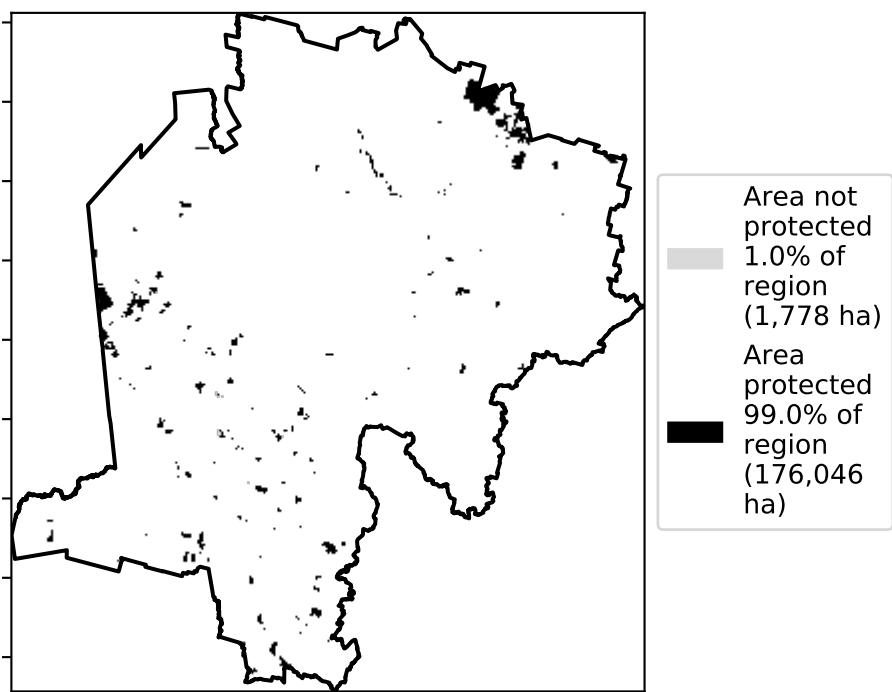 Area not
protected
1.0% of
region
(1,778 ha)
Area
protected
99.0% of
region
(176,046
ha)